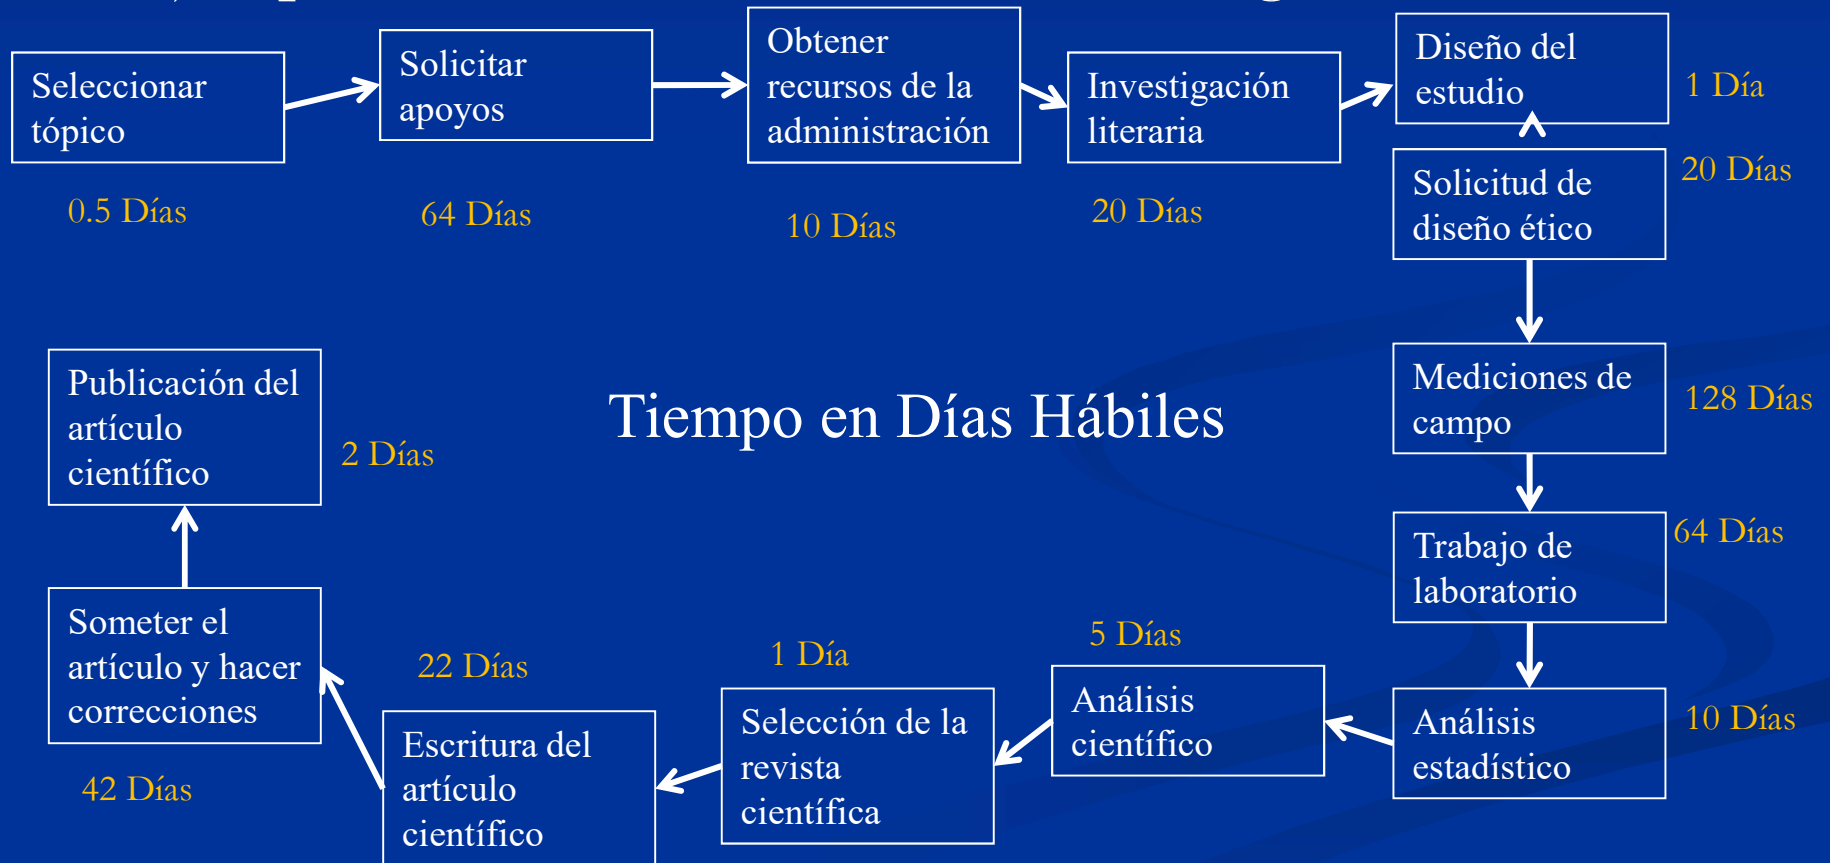 Seleccionar
tópico
0.5 Días
Solicitar
apoyos
64 Días
Obtener
recursos de la
administración
10 Días
Investigación
literaria
20 Días
Diseño del
estudio
1 Día
Solicitud de
diseño ético
20 Días
Mediciones de
campo
128 Días
Trabajo de
laboratorio
64 Días
Análisis
estadístico
10 Días
Análisis
científico
5 Días
Selección de la
revista
científica
1 Día
Escritura del
artículo
científico
22 Días
Someter el
artículo y hacer
correcciones
42 Días
Publicación del
artículo
científico
2 Días
Tiempo en Días Hábiles